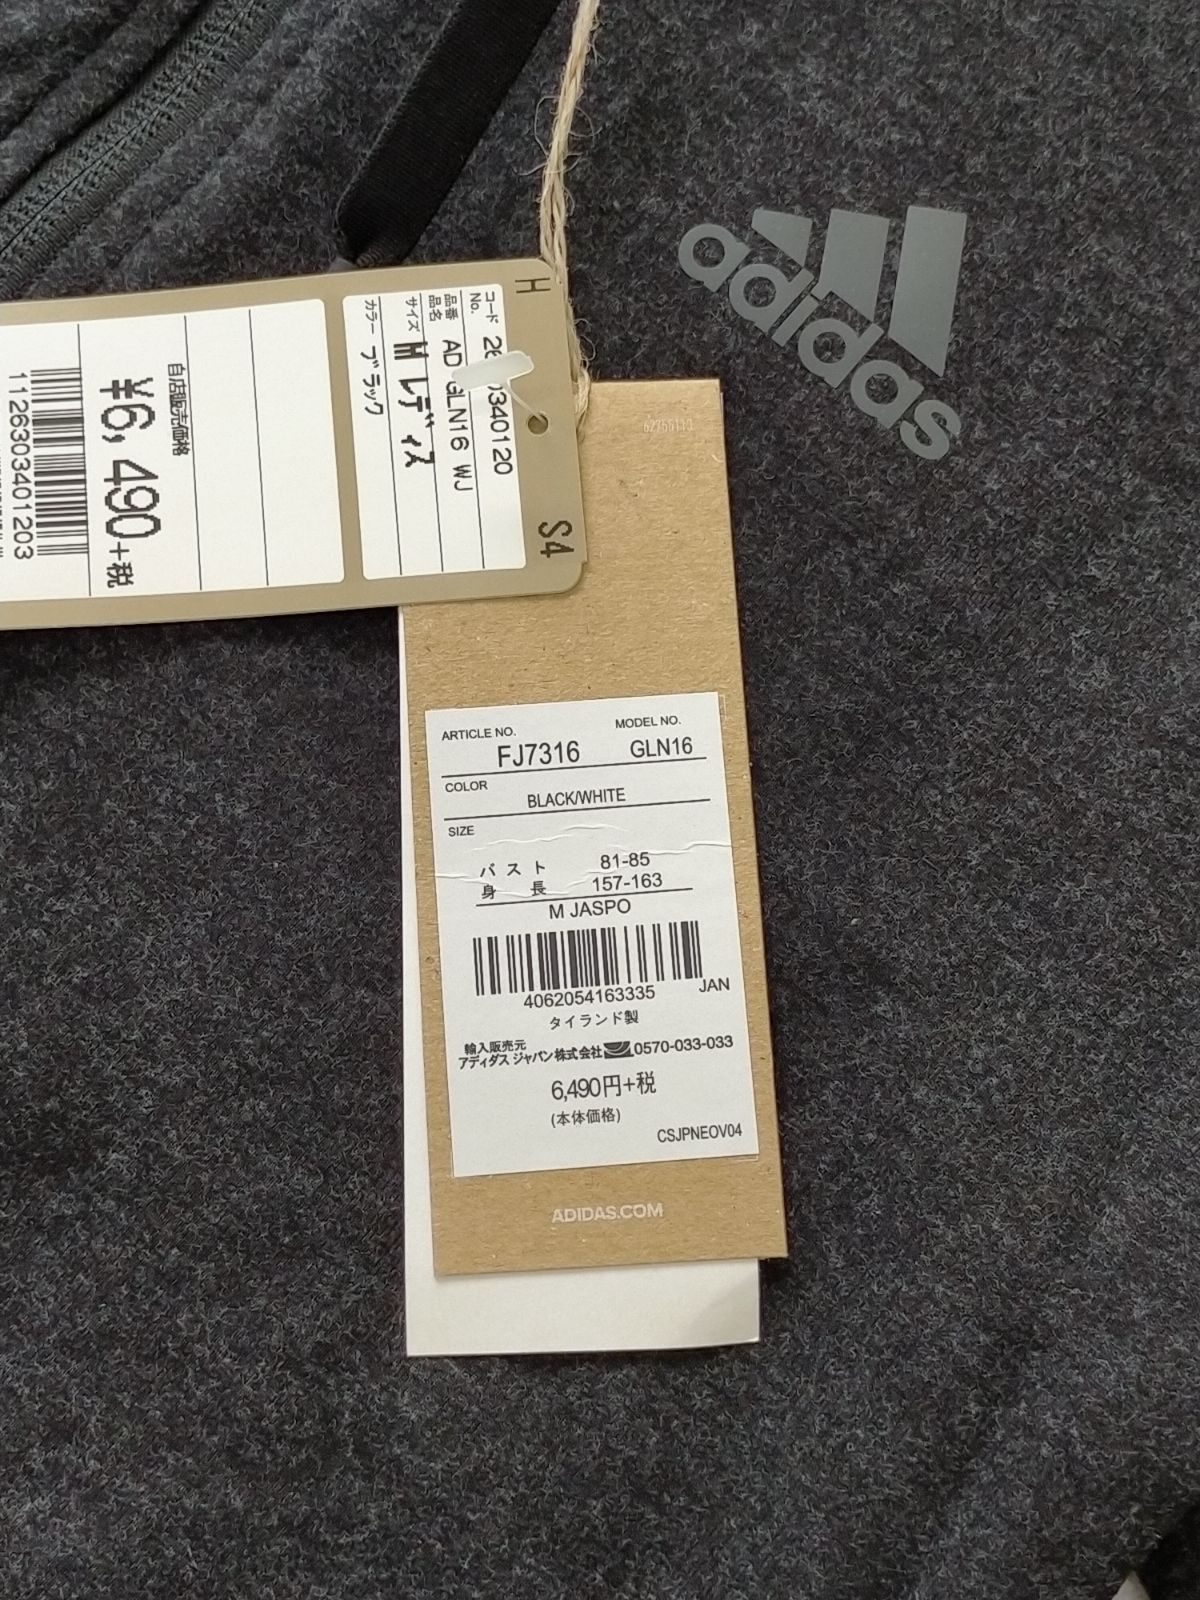 adidas
H
S4
コード
No.
340120
品番
品名
AD GLN16 WJ
サイズ M レディス
カラー ブラック
自店販売価格
¥6,490+税
1126303401203
62750113
ARTICLE NO.
MODEL NO.
FJ7316
GLN16
COLOR
BLACK/WHITE
SIZE
バスト 81-85
身長 157-163
M JASPO
4062054163335
JAN
タイランド製
輸入販売元
アディダス ジャパン株式会社 0570-033-033
6,490円+税
(本体価格)
CSJPNEOV04
ADIDAS.COM